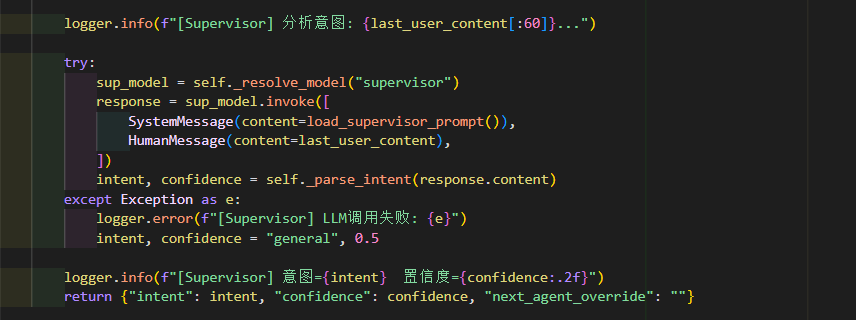 logger.info(f"[Supervisor] 分析意图: {last_user_content[:60]}...")
try:
sup_model = self._resolve_model("supervisor")
response = sup_model.invoke([
SystemMessage(content=load_supervisor_prompt()),
HumanMessage(content=last_user_content),
])
intent, confidence = self._parse_intent(response.content)
except Exception as e:
logger.error(f"[Supervisor] LLM调用失败: {e}")
intent, confidence = "general", 0.5
logger.info(f"[Supervisor] 意图={intent}  置信度={confidence:.2f}")
return {"intent": intent, "confidence": confidence, "next_agent_override": ""}